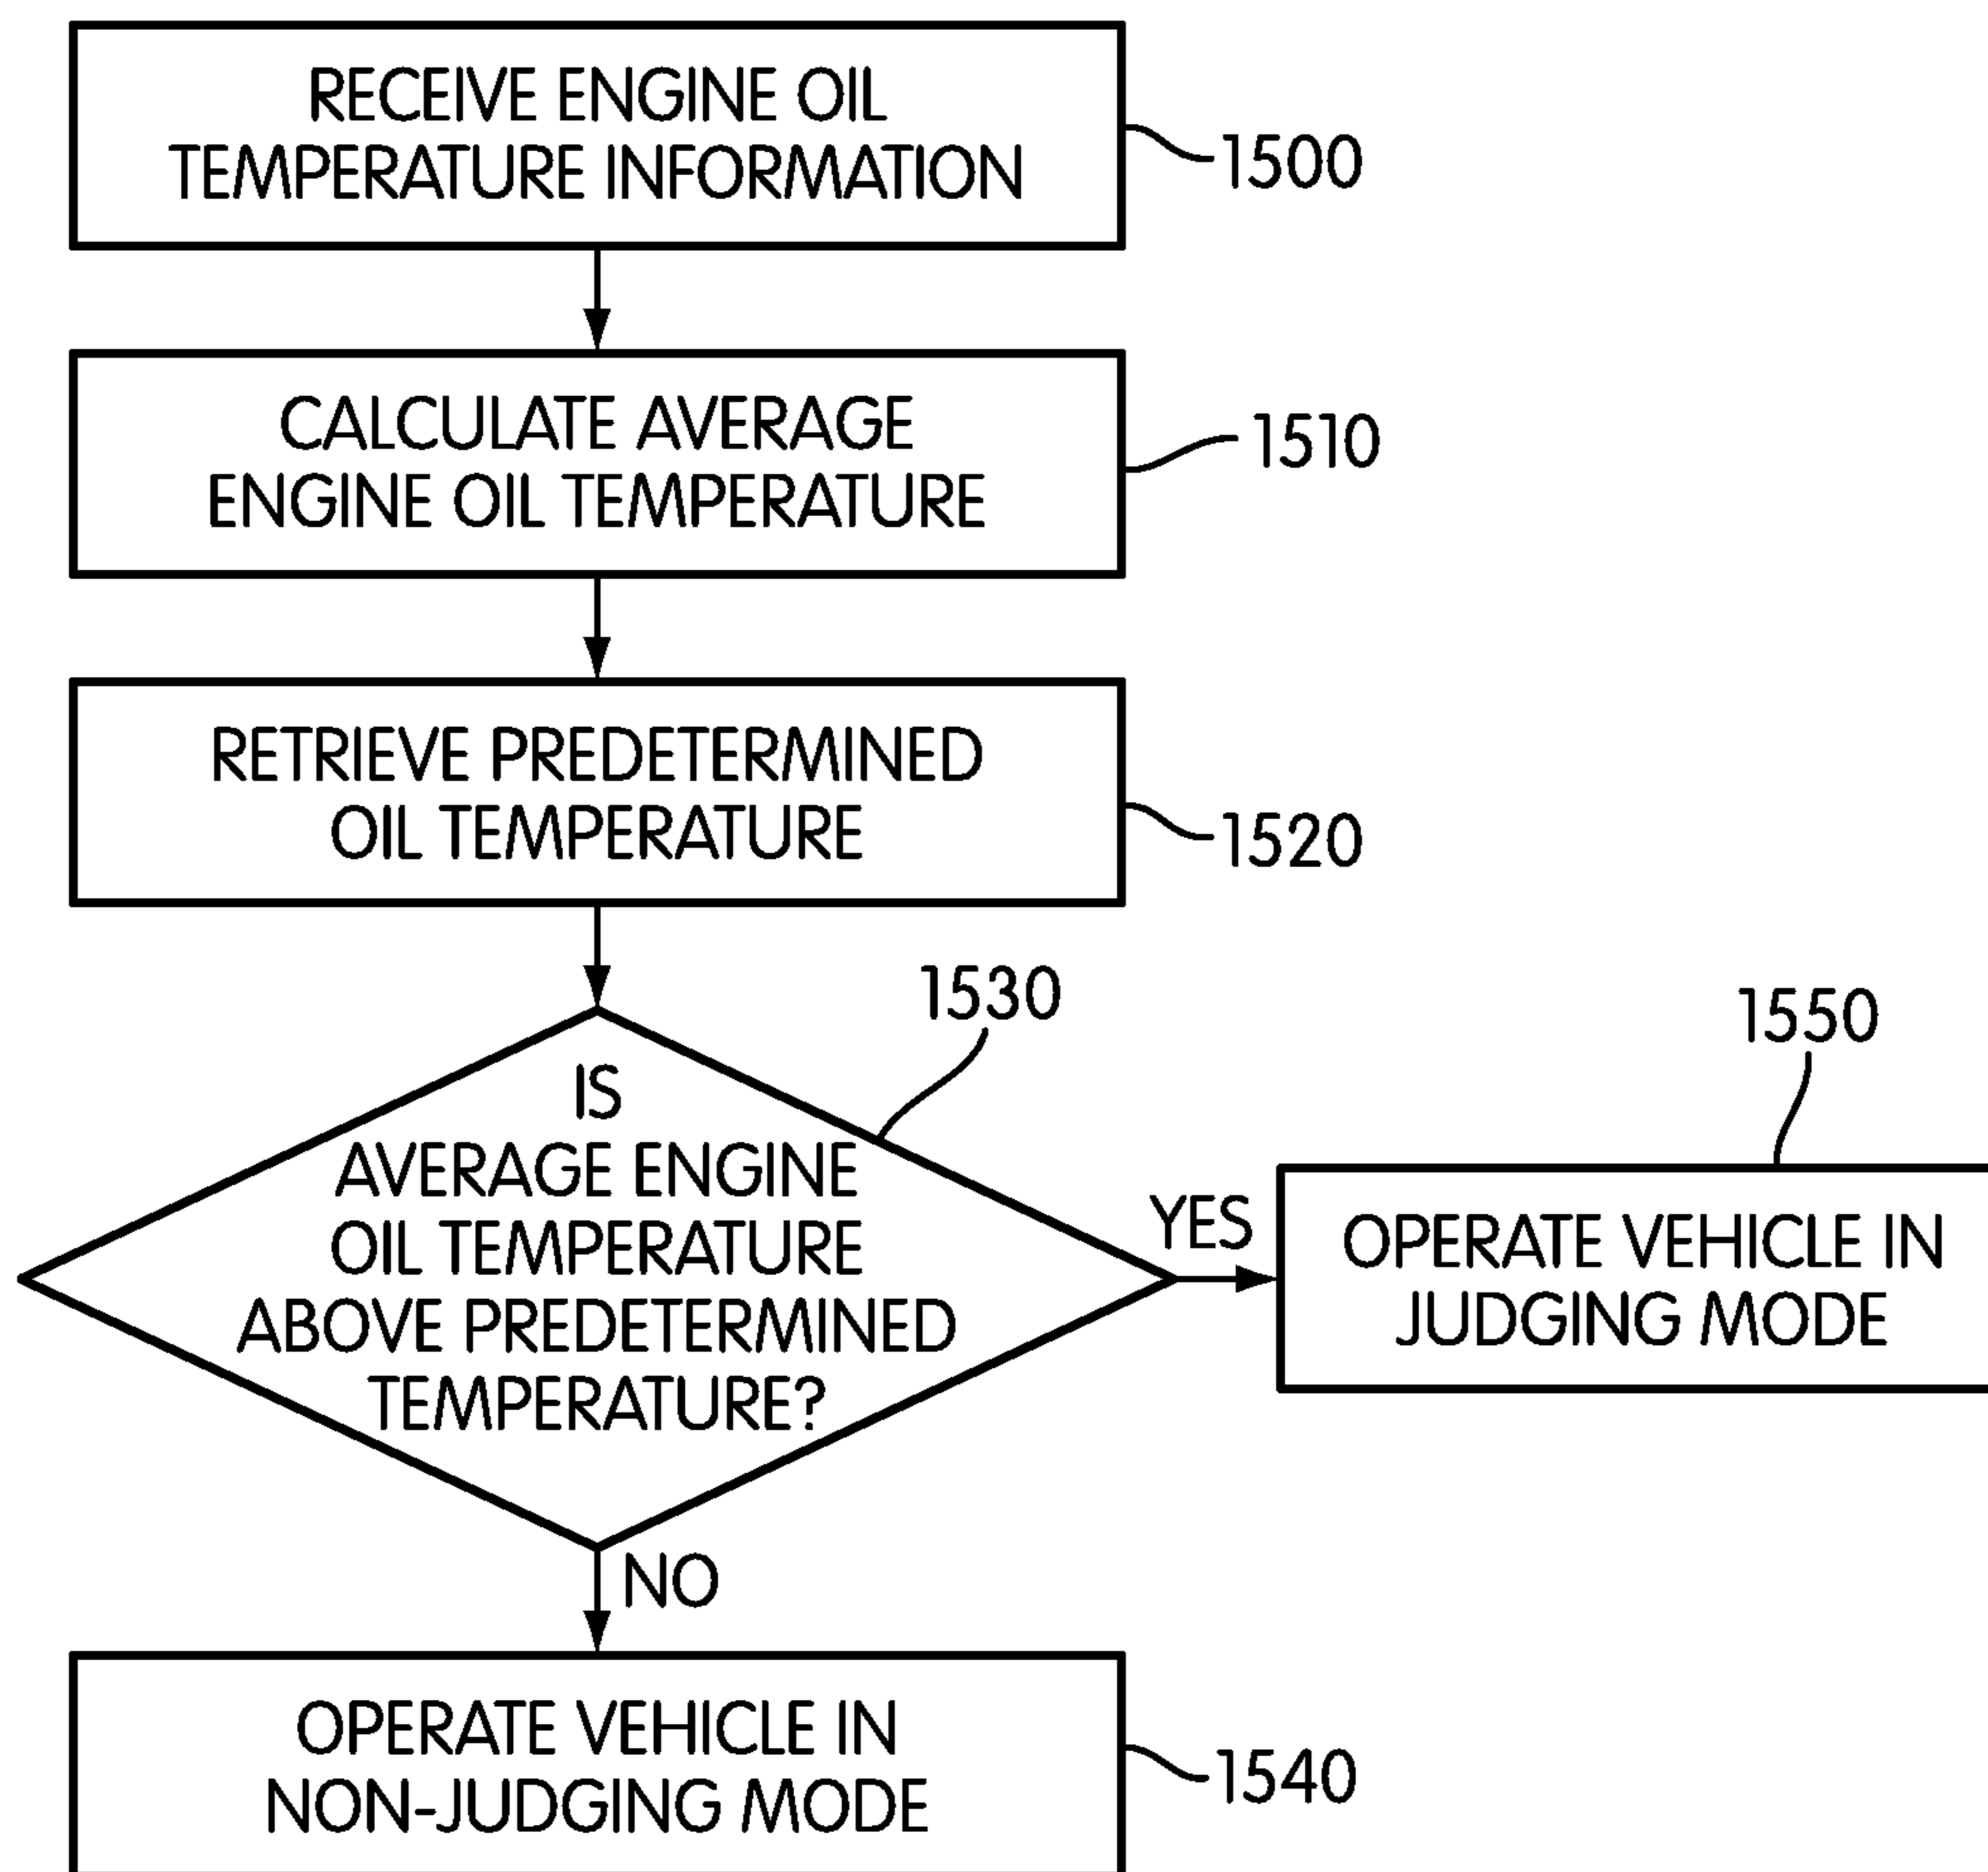 RECEIVE ENGINE OIL
TEMPERATURE INFORMATION
1500
CALCULATE AVERAGE
ENGINE OIL TEMPERATURE
1510
RETRIEVE PREDETERMINED
OIL TEMPERATURE
1520
1530
IS
AVERAGE ENGINE
OIL TEMPERATURE
ABOVE PREDETERMINED
TEMPERATURE?
YES
1550
OPERATE VEHICLE IN
JUDGING MODE
NO
OPERATE VEHICLE IN
NON-JUDGING MODE
1540